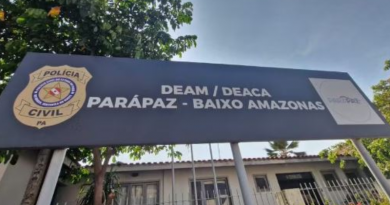 POLÍCIA
CIVIL
PA
DEAM / DEACA
PARÁPAZ - BAIXO AMAZONAS